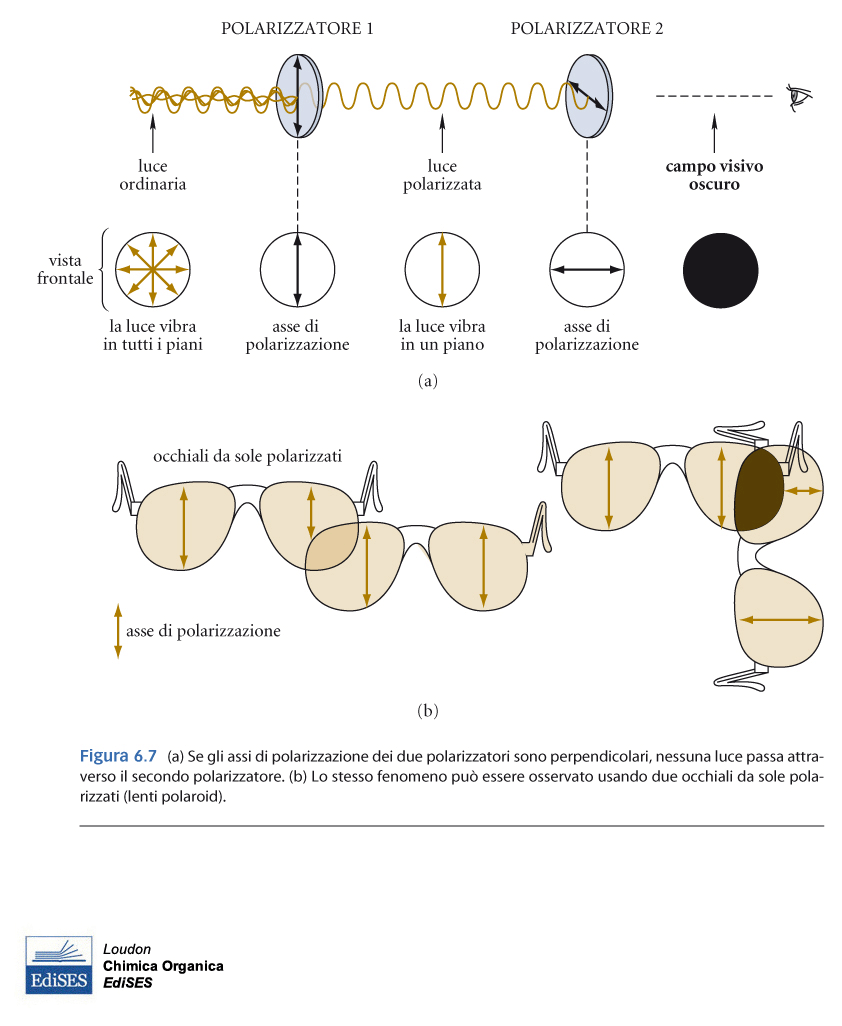 POLARIZZATORE 1
POLARIZZATORE 2
luce
ordinaria
luce
polarizzata
campo visivo
oscuro
vista
frontale
la luce vibra
in tutti i piani
asse di
polarizzazione
la luce vibra
in un piano
asse di
polarizzazione
(a)
occhiali da sole polarizzati
asse di polarizzazione
(b)
Figura 6.7 (a) Se gli assi di polarizzazione dei due polarizzatori sono perpendicolari, nessuna luce passa attra-
verso il secondo polarizzatore. (b) Lo stesso fenomeno può essere osservato usando due occhiali da sole pola-
rizzati (lenti polaroid).
EdiSES
Loudon
Chimica Organica
EdiSES